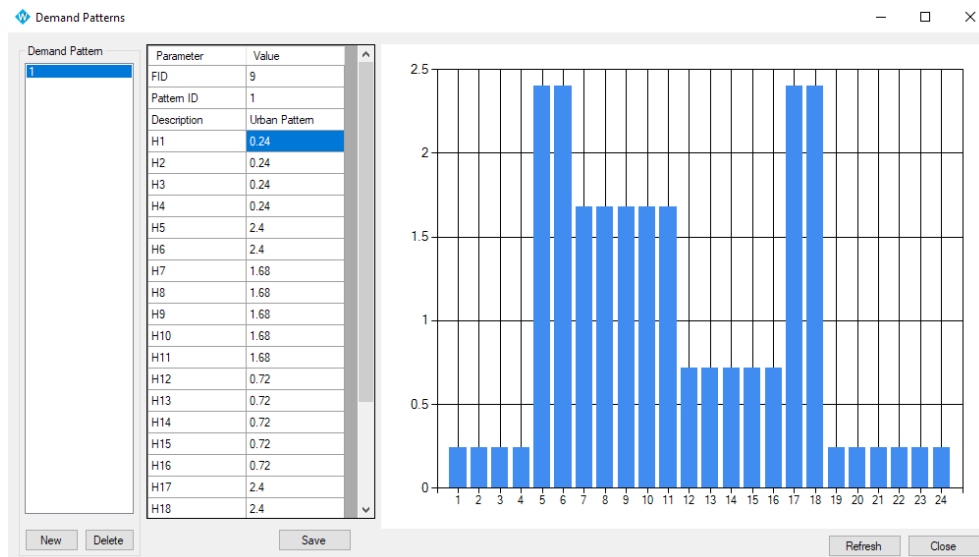 Demand Patterns
Demand Pattern
1
Parameter Value
FID 9
Pattern ID 1
Description Urban Pattern
H1 0.24
H2 0.24
H3 0.24
H4 0.24
H5 2.4
H6 2.4
H7 1.68
H8 1.68
H9 1.68
H10 1.68
H11 1.68
H12 0.72
H13 0.72
H14 0.72
H15 0.72
H16 0.72
H17 2.4
H18 2.4
New Delete Save
2.5
2
1.5
1
0.5
0
1 2 3 4 5 6 7 8 9 10 11 12 13 14 15 16 17 18 19 20 21 22 23 24
Refresh Close